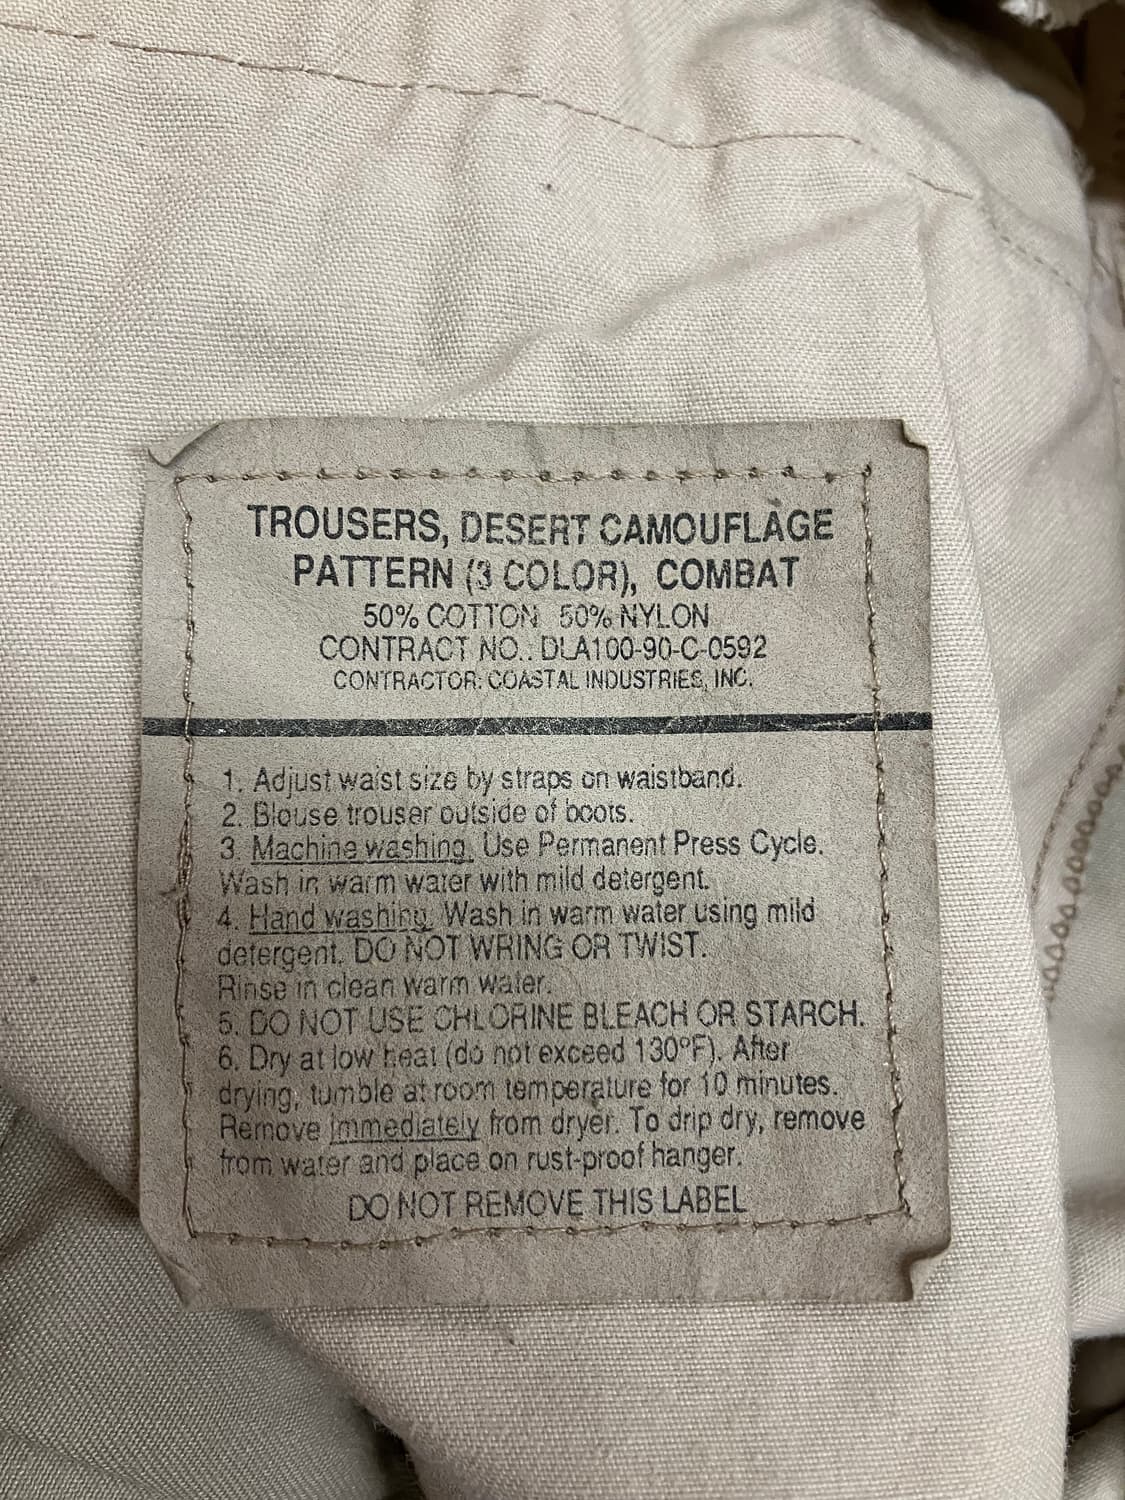 TROUSERS, DESERT CAMOUFLAGE
PATTERN (3 COLOR), COMBAT
50% COTTON 50% NYLON
CONTRACT NO.: DLA100-90-C-0592
CONTRACTOR: COASTAL INDUSTRIES, INC.
1. Adjust waist size by straps on waistband.
2. Blouse trouser outside of boots.
3. Machine washing. Use Permanent Press Cycle.
Wash in warm water with mild detergent.
4. Hand washing. Wash in warm water using mild
detergent. DO NOT WRING OR TWIST.
Rinse in clean warm water.
5. DO NOT USE CHLORINE BLEACH OR STARCH.
6. Dry at low heat (do not exceed 130°F). After
drying, tumble at room temperature for 10 minutes.
Remove immediately from dryer. To drip dry, remove
from water and place on rust-proof hanger.
DO NOT REMOVE THIS LABEL